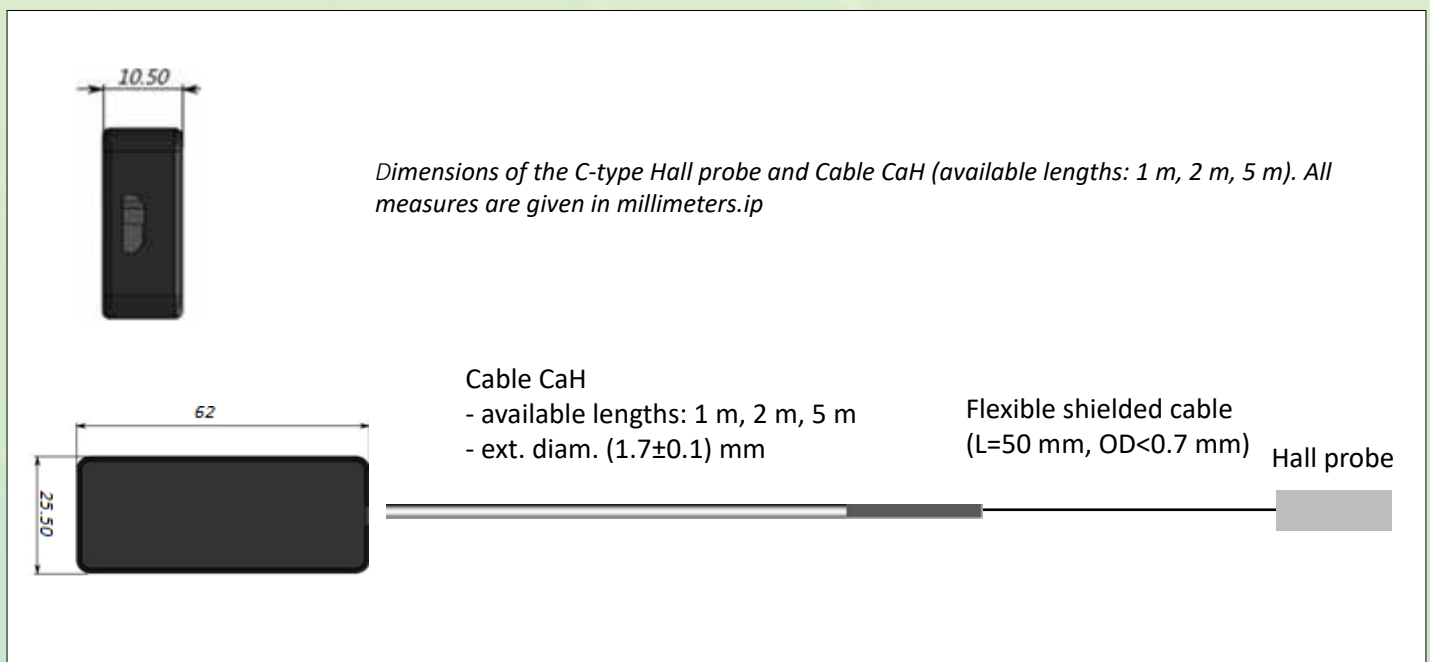 10.50
Dimensions of the C-type Hall probe and Cable CaH (available lengths: 1 m, 2 m, 5 m). All
measures are given in millimeters.ip
Cable CaH
- available lengths: 1 m, 2 m, 5 m
- ext. diam. (1.7±0.1) mm
Flexible shielded cable
(L=50 mm, OD<0.7 mm)
Hall probe
62
25.50